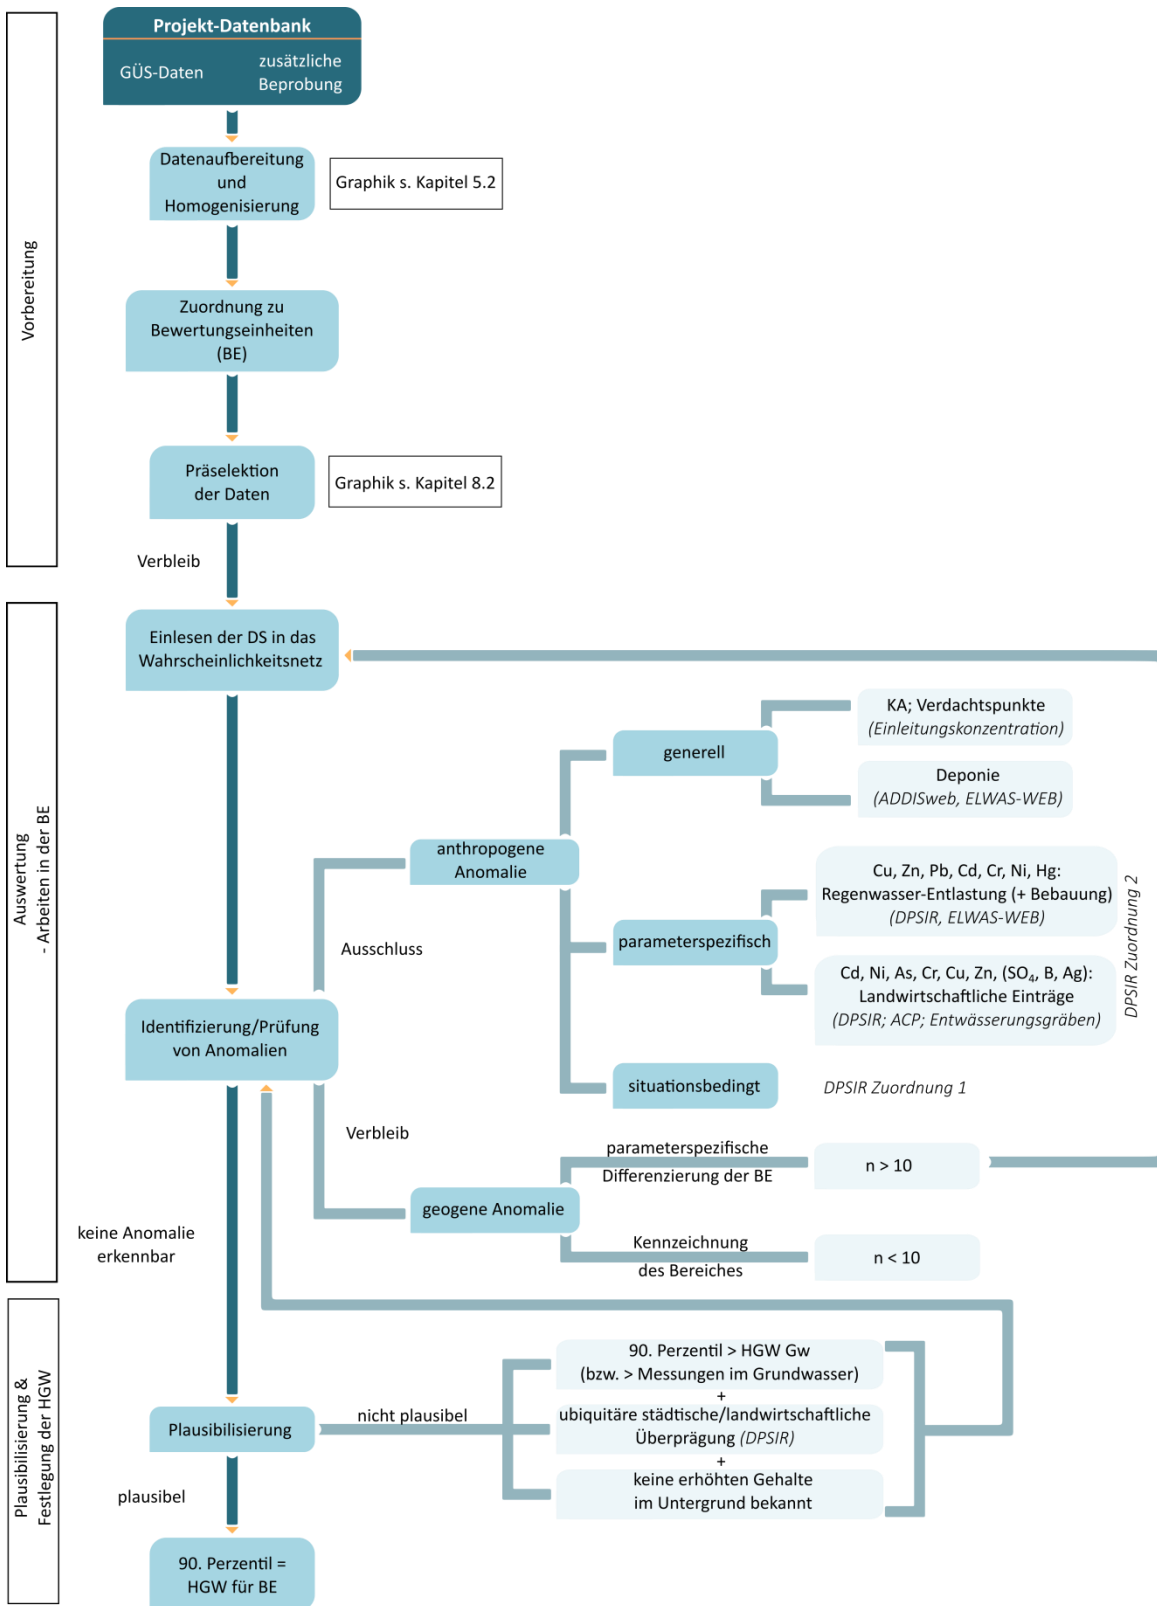 Projekt-Datenbank
GÜS-Daten
zusätzliche
Beprobung
Vorbereitung
Datenaufbereitung
und
Homogenisierung
Graphik s. Kapitel 5.2
Zuordnung zu
Bewertungseinheiten
(BE)
Präselektion
der Daten
Graphik s. Kapitel 8.2
Verbleib
Auswertung
- Arbeiten in der BE
Einlesen der DS in das
Wahrscheinlichkeitsnetz
KA; Verdachtspunkte
(Einleitungskonzentration)
generell
Deponie
(ADDISweb, ELWAS-WEB)
anthropogene
Anomalie
Cu, Zn, Pb, Cd, Cr, Ni, Hg:
Regenwasser-Entlastung (+ Bebauung)
(DPSIR, ELWAS-WEB)
Ausschluss
parameterspezifisch
Cd, Ni, As, Cr, Cu, Zn, (SO₄, B, Ag):
Landwirtschaftliche Einträge
(DPSIR; ACP; Entwässerungsgräben)
DPSIR Zuordnung 2
Identifizierung/Prüfung
von Anomalien
situationsbedingt
DPSIR Zuordnung 1
Verbleib
parameterspezifische
Differenzierung der BE
n > 10
geogene Anomalie
keine Anomalie
erkennbar
Kennzeichnung
des Bereiches
n < 10
Plausibilisierung &
Festlegung der HGW
90. Perzentil > HGW Gw
(bzw. > Messungen im Grundwasser)
+
Plausibilisierung
nicht plausibel
ubiquitäre städtische/landwirtschaftliche
Überprägung (DPSIR)
+
keine erhöhten Gehalte
im Untergrund bekannt
plausibel
90. Perzentil =
HGW für BE